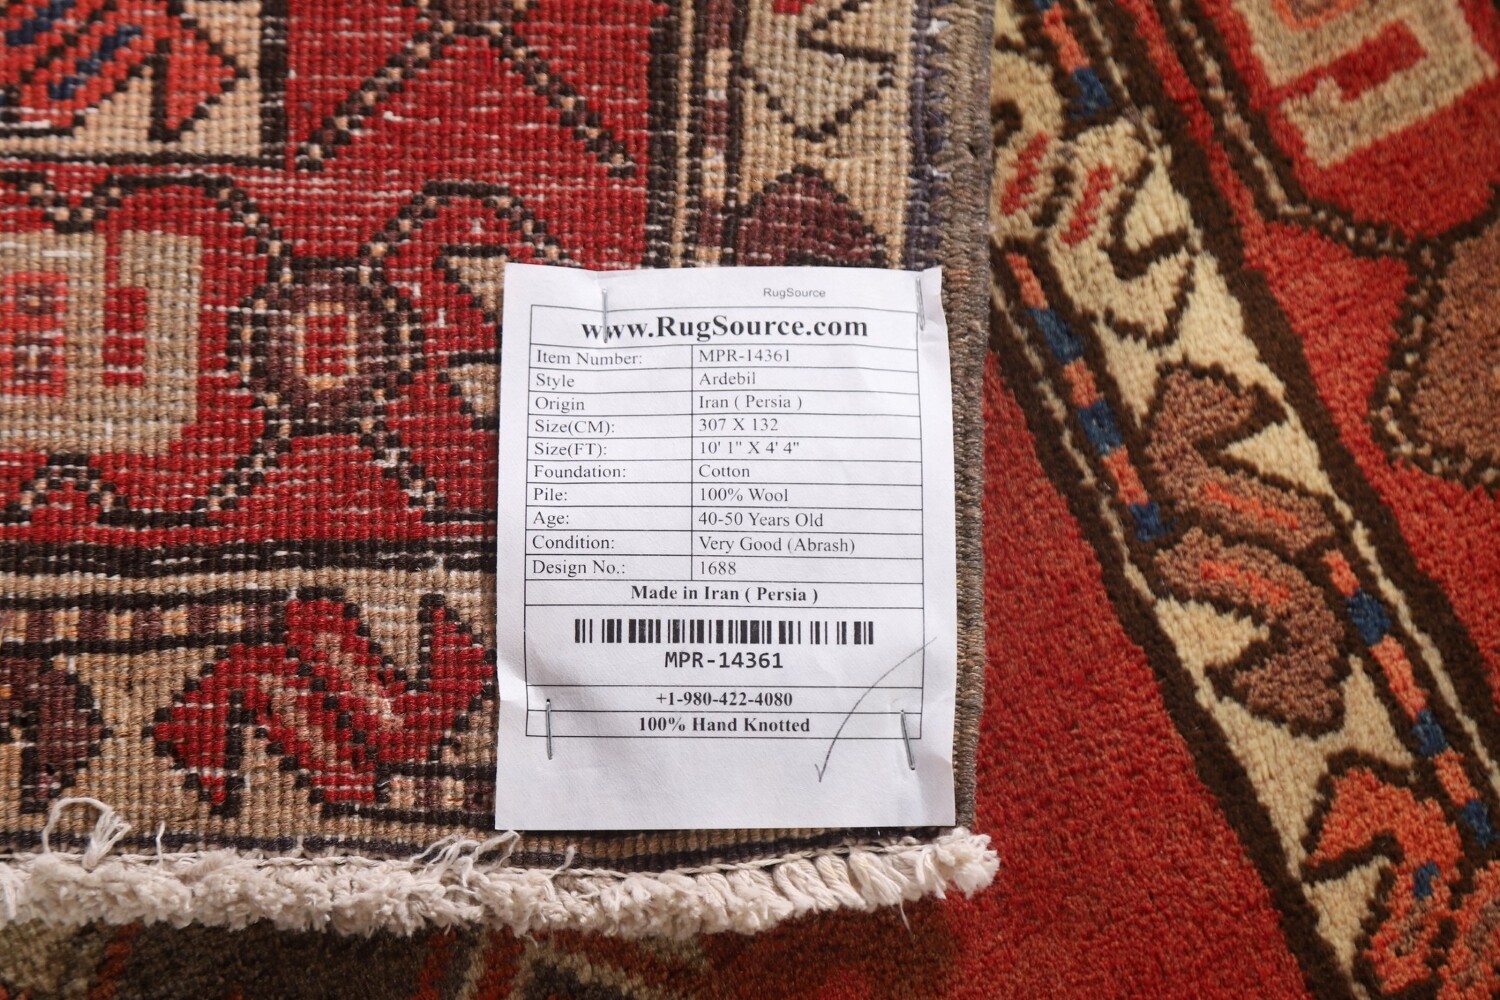 RugSource
www.RugSource.com
Item Number: MPR-14361
Style Ardebil
Origin Iran ( Persia )
Size(CM): 307 X 132
Size(FT): 10' 1" X 4' 4"
Foundation: Cotton
Pile: 100% Wool
Age: 40-50 Years Old
Condition: Very Good (Abrash)
Design No.: 1688
Made in Iran ( Persia )
MPR-14361
+1-980-422-4080
100% Hand Knotted